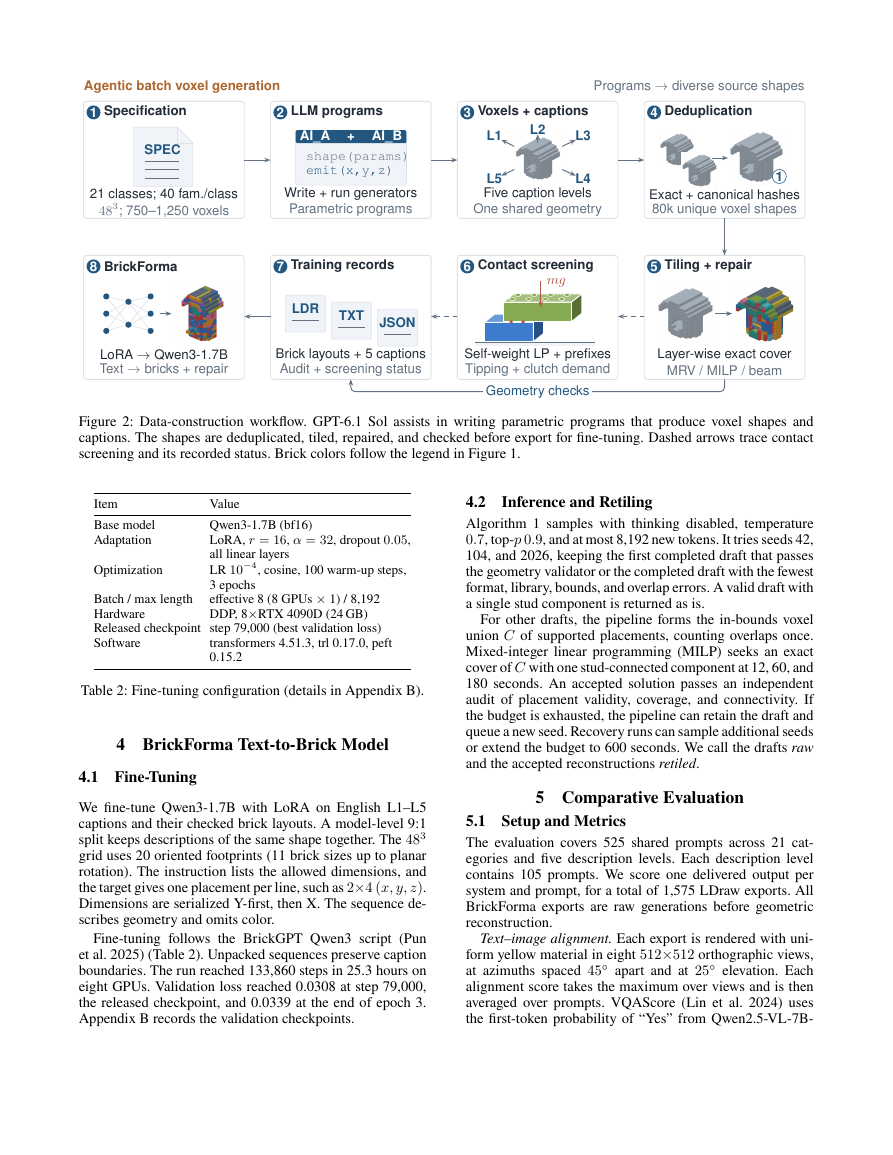 Agentic batch voxel generation
Programs → diverse source shapes
1 Specification
SPEC
21 classes; 40 fam./class
48³; 750–1,250 voxels
2 LLM programs
AI_A + AI_B
shape(params)
emit(x,y,z)
Write + run generators
Parametric programs
3 Voxels + captions
L1 L2 L3
L5 L4
Five caption levels
One shared geometry
4 Deduplication
1
Exact + canonical hashes
80k unique voxel shapes
8 BrickForma
LoRA → Qwen3-1.7B
Text → bricks + repair
7 Training records
LDR
TXT
JSON
Brick layouts + 5 captions
Audit + screening status
6 Contact screening
mg
Self-weight LP + prefixes
Tipping + clutch demand
5 Tiling + repair
Layer-wise exact cover
MRV / MILP / beam
Geometry checks
Figure 2: Data-construction workflow. GPT-6.1 Sol assists in writing parametric programs that produce voxel shapes and
captions. The shapes are deduplicated, tiled, repaired, and checked before export for fine-tuning. Dashed arrows trace contact
screening and its recorded status. Brick colors follow the legend in Figure 1.
Item Value
Base model Qwen3-1.7B (bf16)
Adaptation LoRA, r = 16, α = 32, dropout 0.05,
all linear layers
Optimization LR 10⁻⁴, cosine, 100 warm-up steps,
3 epochs
Batch / max length effective 8 (8 GPUs × 1) / 8,192
Hardware DDP, 8×RTX 4090D (24 GB)
Released checkpoint step 79,000 (best validation loss)
Software transformers 4.51.3, trl 0.17.0, peft
0.15.2
Table 2: Fine-tuning configuration (details in Appendix B).
4 BrickForma Text-to-Brick Model
4.1 Fine-Tuning
We fine-tune Qwen3-1.7B with LoRA on English L1–L5
captions and their checked brick layouts. A model-level 9:1
split keeps descriptions of the same shape together. The 48³
grid uses 20 oriented footprints (11 brick sizes up to planar
rotation). The instruction lists the allowed dimensions, and
the target gives one placement per line, such as 2×4 (x, y, z).
Dimensions are serialized Y-first, then X. The sequence de-
scribes geometry and omits color.
Fine-tuning follows the BrickGPT Qwen3 script (Pun
et al. 2025) (Table 2). Unpacked sequences preserve caption
boundaries. The run reached 133,860 steps in 25.3 hours on
eight GPUs. Validation loss reached 0.0308 at step 79,000,
the released checkpoint, and 0.0339 at the end of epoch 3.
Appendix B records the validation checkpoints.
4.2 Inference and Retiling
Algorithm 1 samples with thinking disabled, temperature
0.7, top-p 0.9, and at most 8,192 new tokens. It tries seeds 42,
104, and 2026, keeping the first completed draft that passes
the geometry validator or the completed draft with the fewest
format, library, bounds, and overlap errors. A valid draft with
a single stud component is returned as is.
For other drafts, the pipeline forms the in-bounds voxel
union C of supported placements, counting overlaps once.
Mixed-integer linear programming (MILP) seeks an exact
cover of C with one stud-connected component at 12, 60, and
180 seconds. An accepted solution passes an independent
audit of placement validity, coverage, and connectivity. If
the budget is exhausted, the pipeline can retain the draft and
queue a new seed. Recovery runs can sample additional seeds
or extend the budget to 600 seconds. We call the drafts raw
and the accepted reconstructions retiled.
5 Comparative Evaluation
5.1 Setup and Metrics
The evaluation covers 525 shared prompts across 21 cat-
egories and five description levels. Each description level
contains 105 prompts. We score one delivered output per
system and prompt, for a total of 1,575 LDraw exports. All
BrickForma exports are raw generations before geometric
reconstruction.
Text–image alignment. Each export is rendered with uni-
form yellow material in eight 512×512 orthographic views,
at azimuths spaced 45° apart and at 25° elevation. Each
alignment score takes the maximum over views and is then
averaged over prompts. VQAScore (Lin et al. 2024) uses
the first-token probability of “Yes” from Qwen2.5-VL-7B-